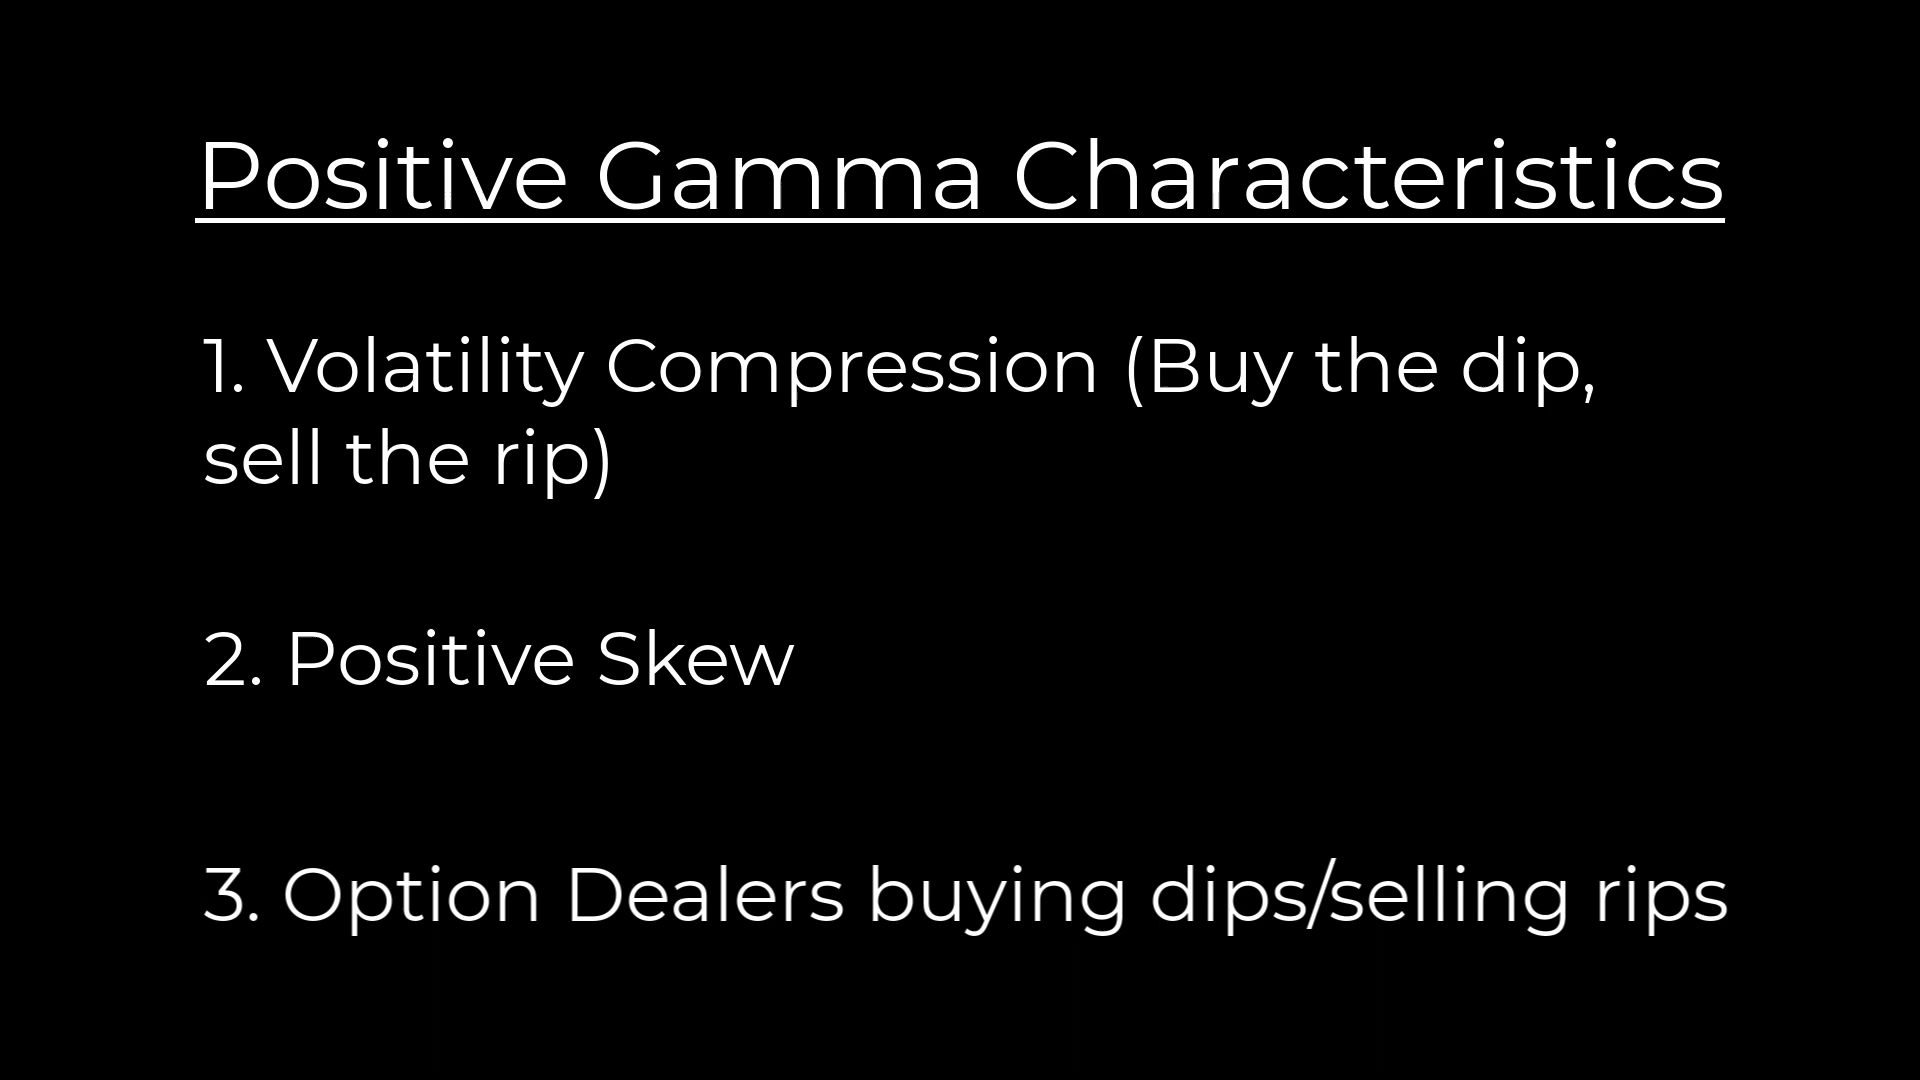 Positive Gamma Characteristics
1. Volatility Compression (Buy the dip,
sell the rip)
2. Positive Skew
3. Option Dealers buying dips/selling rips